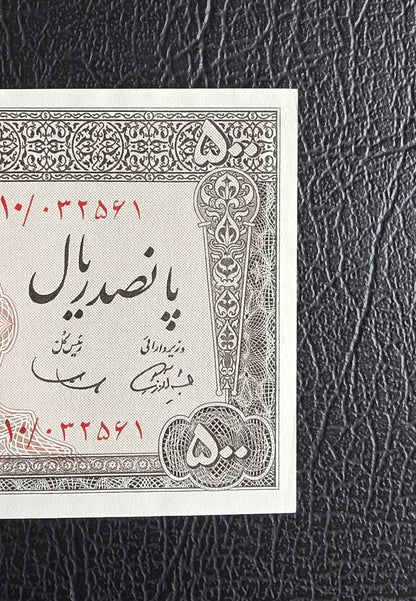 ۵۰۰
۱۰/۰۳۲۵۶۱
پانصد ریال
وزیر دارائی
رئیس کل
۱۰/۰۳۲۵۶۱
۵۰۰